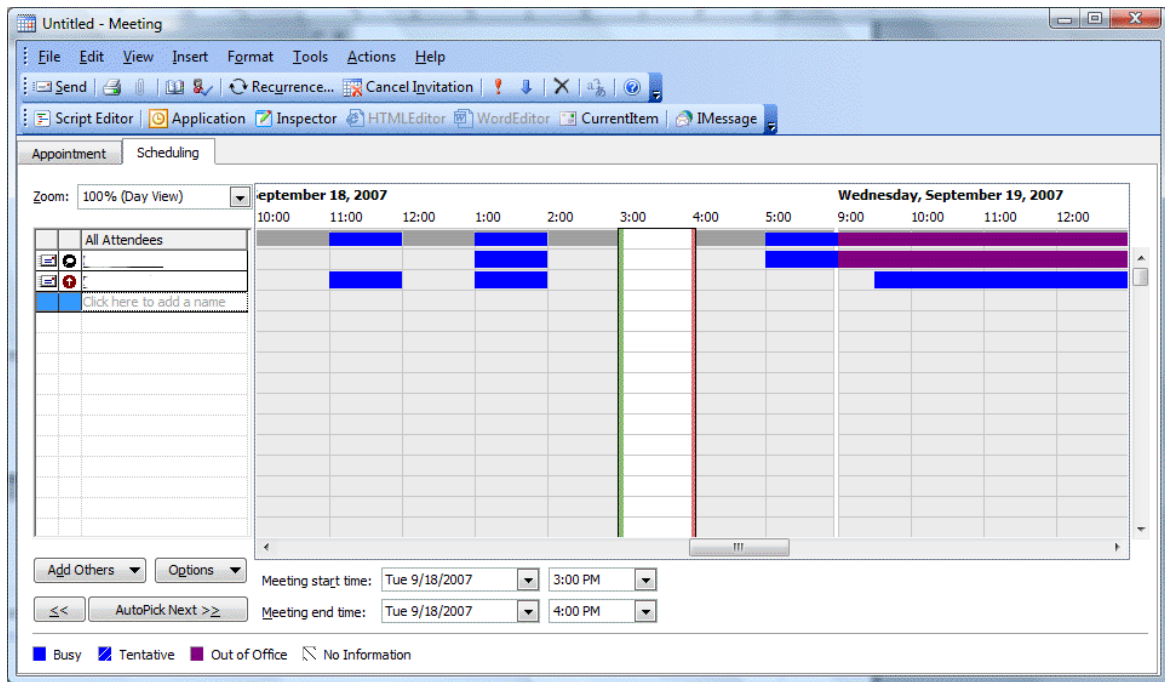 Untitled - Meeting
File Edit View Insert Format Tools Actions Help
Send Recurrence... Cancel Invitation
Script Editor Application Inspector HTMLEditor WordEditor CurrentItem IMessage
Appointment Scheduling
Zoom: 100% (Day View) eptember 18, 2007 Wednesday, September 19, 2007
10:00 11:00 12:00 1:00 2:00 3:00 4:00 5:00 9:00 10:00 11:00 12:00
All Attendees
Click here to add a name
Add Others Options
Meeting start time: Tue 9/18/2007 3:00 PM
<< AutoPick Next >>
Meeting end time: Tue 9/18/2007 4:00 PM
Busy Tentative Out of Office No Information